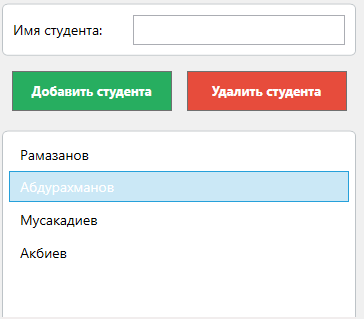 Имя студента:
Добавить студента Удалить студента
Рамазанов
Абдурахманов
Мусакадиев
Акбиев